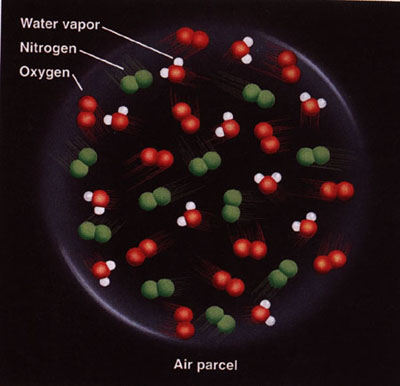 Water vapor
Nitrogen
Oxygen
Air parcel